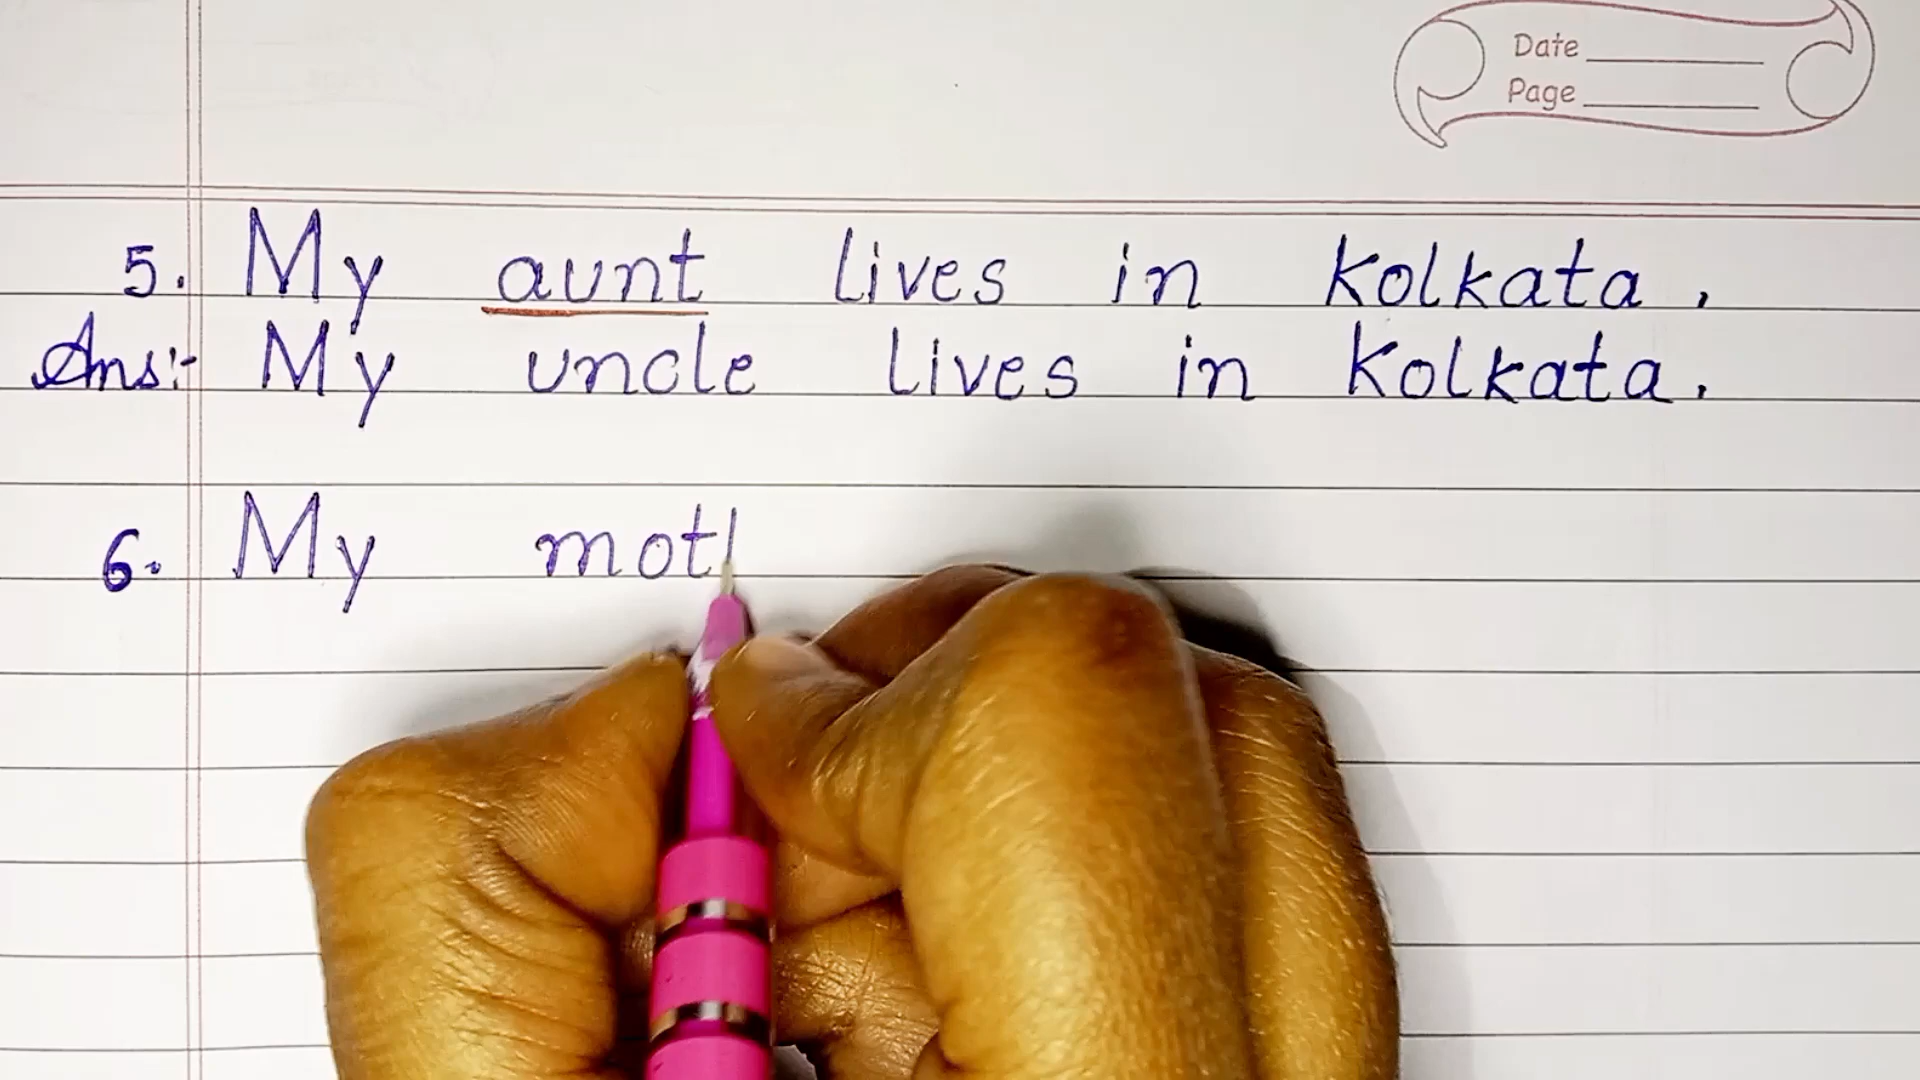 Date
Page
5. My aunt lives in Kolkata.
Ans:- My uncle lives in Kolkata.
6. My mot